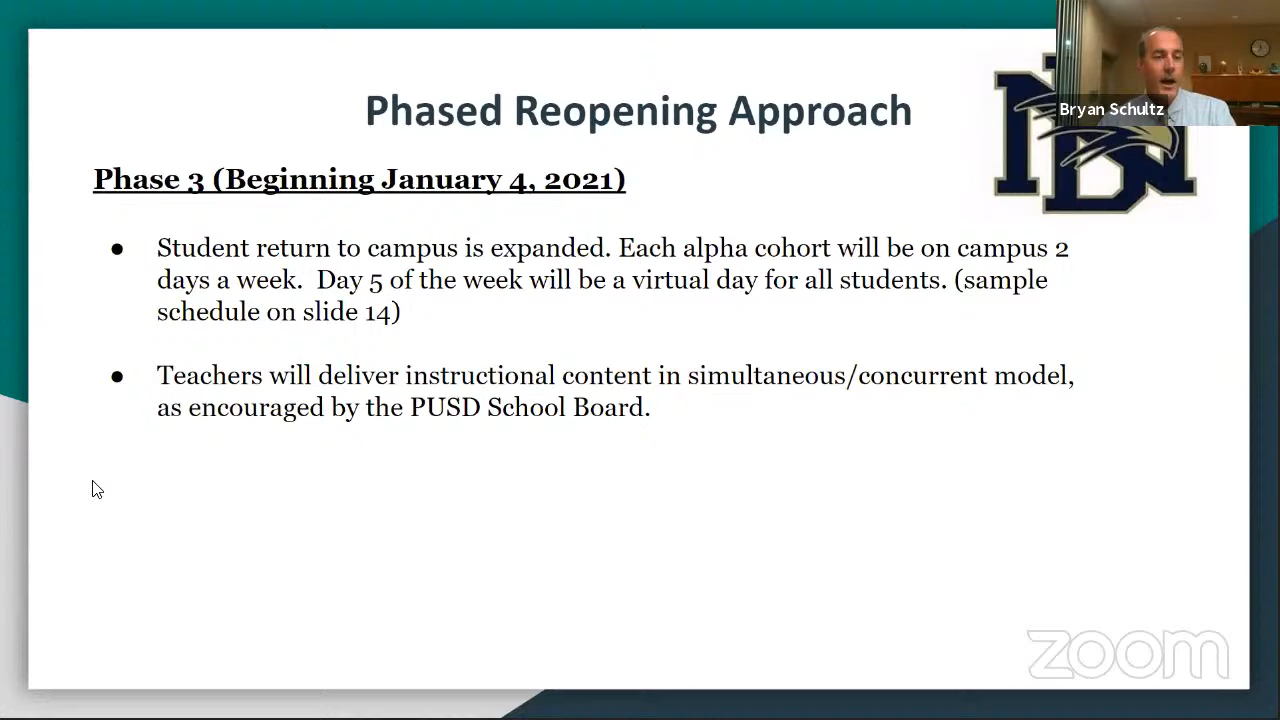 Phased Reopening Approach
Bryan Schultz
DN
Phase 3 (Beginning January 4, 2021)
● Student return to campus is expanded. Each alpha cohort will be on campus 2
days a week.  Day 5 of the week will be a virtual day for all students. (sample
schedule on slide 14)
● Teachers will deliver instructional content in simultaneous/concurrent model,
as encouraged by the PUSD School Board.
zoom